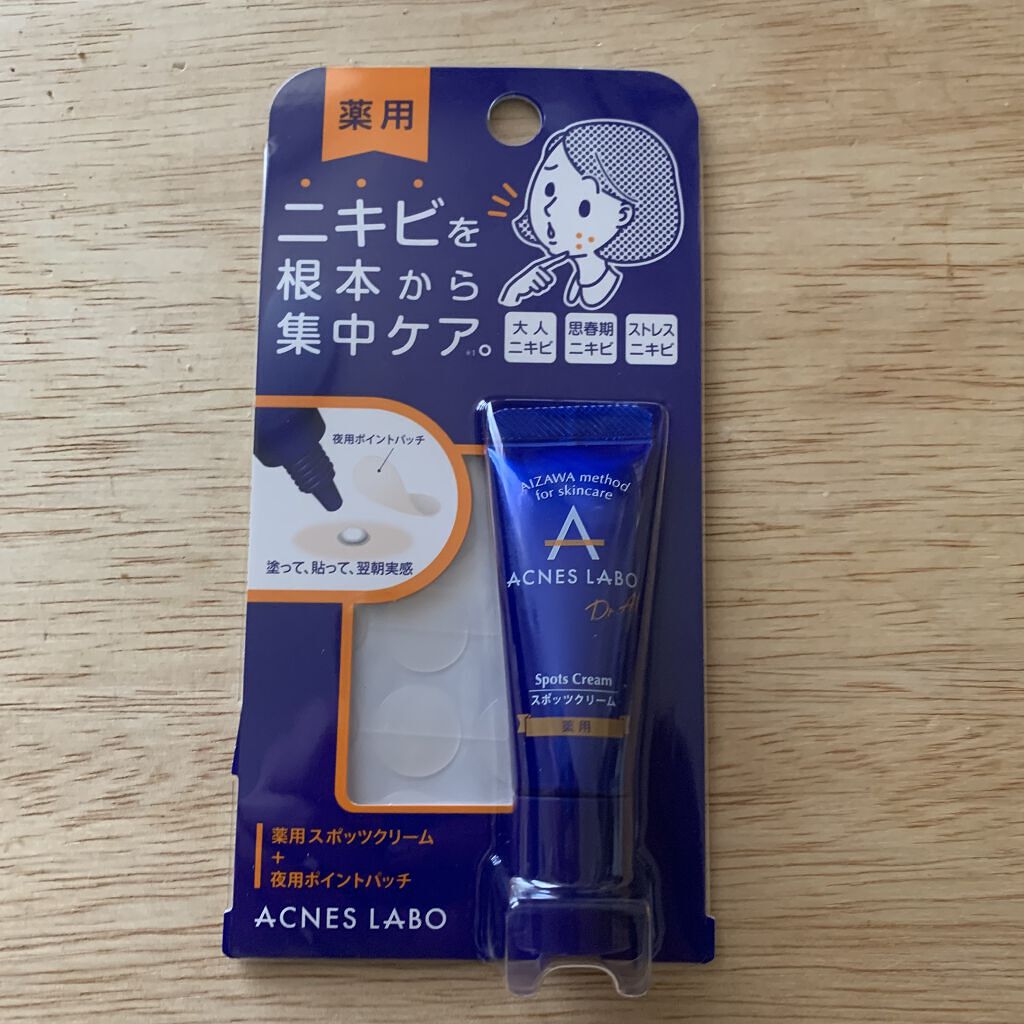 薬用
ニキビを
根本から
集中ケア。
※1
大人
ニキビ
思春期
ニキビ
ストレス
ニキビ
夜用ポイントパッチ
塗って、貼って、翌朝実感
AIZAWA method
for skincare
A
ACNES LABO
Dr. A
Spots Cream
スポッツクリーム
薬用
薬用スポッツクリーム
+
夜用ポイントパッチ
ACNES LABO